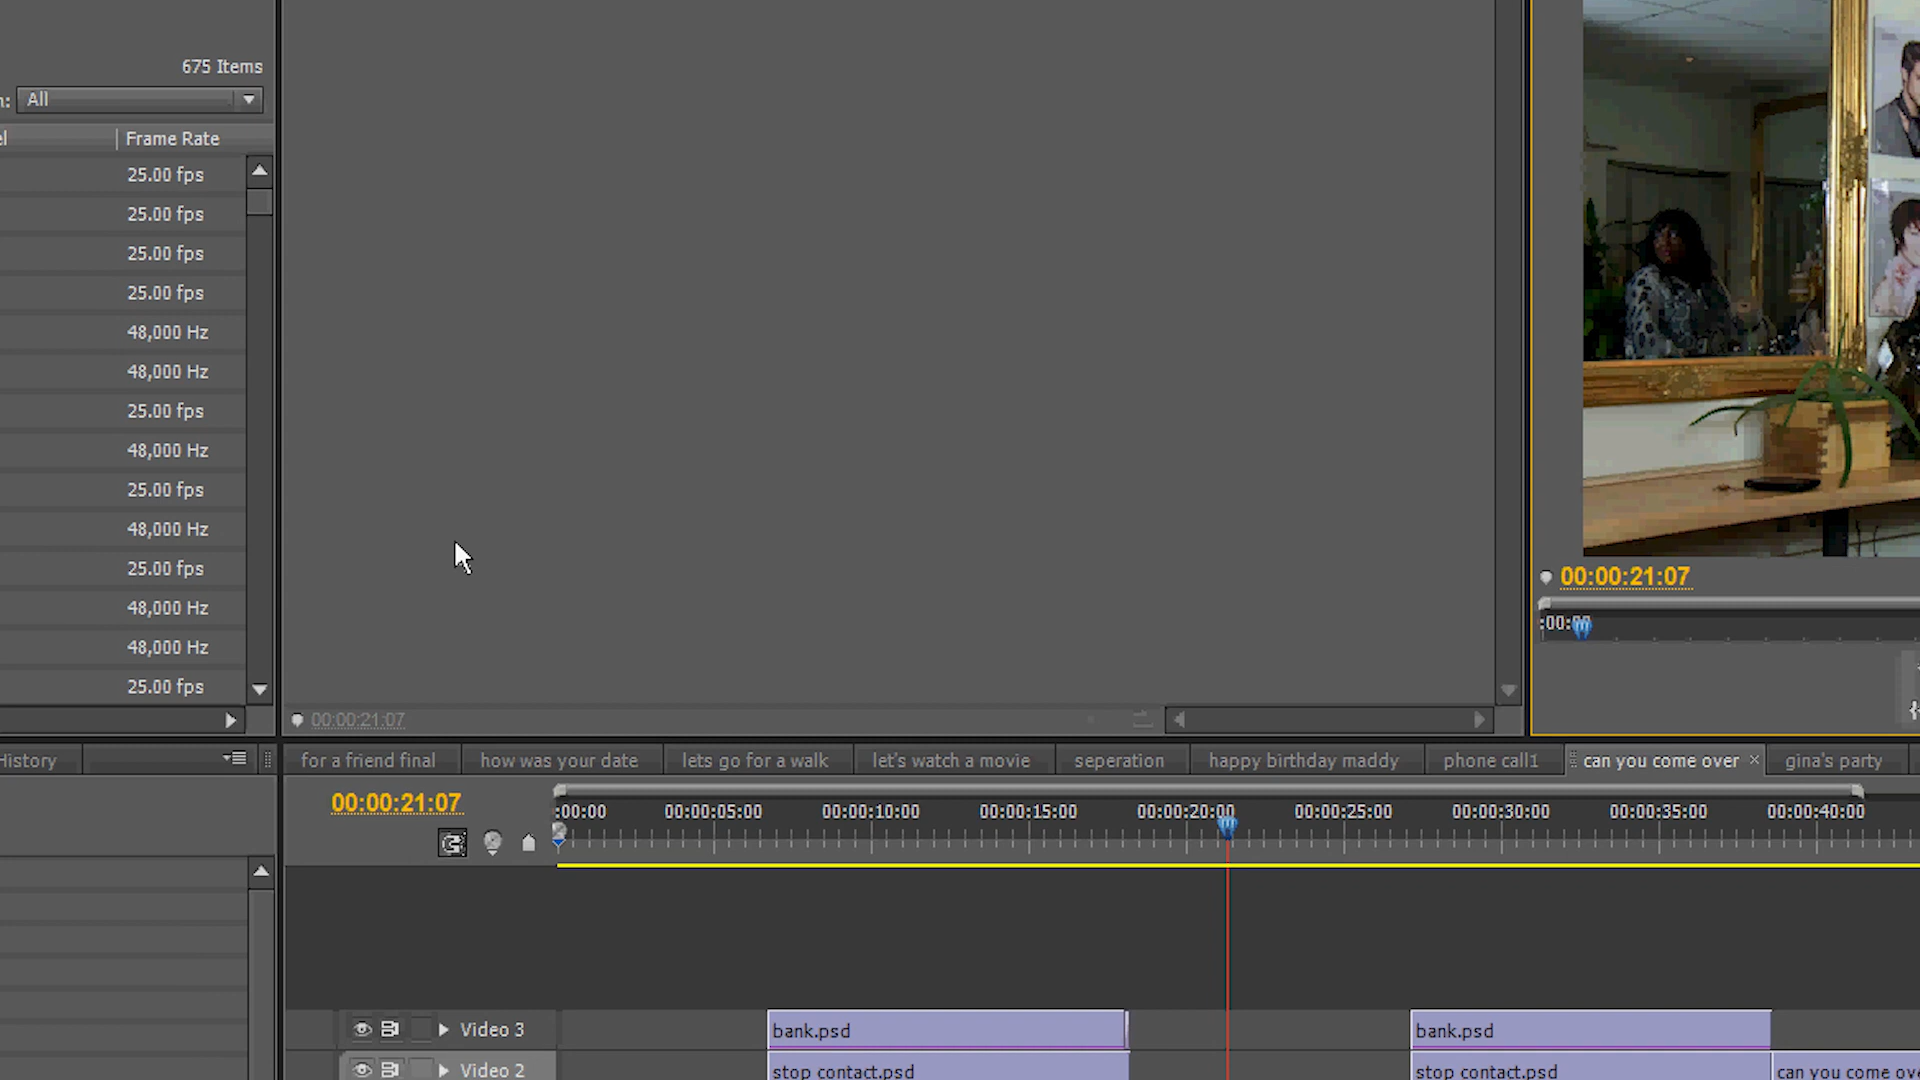 675 Items
All
Frame Rate
25.00 fps
25.00 fps
25.00 fps
25.00 fps
48,000 Hz
48,000 Hz
25.00 fps
48,000 Hz
25.00 fps
48,000 Hz
25.00 fps
48,000 Hz
48,000 Hz
25.00 fps
00:00:21:07
00:00:21:07
History
for a friend final
how was your date
lets go for a walk
let's watch a movie
seperation
happy birthday maddy
phone call1
can you come over
gina's party
00:00:21:07
:00:00 00:00:05:00 00:00:10:00 00:00:15:00 00:00:20:00 00:00:25:00 00:00:30:00 00:00:35:00 00:00:40:00
Video 3 bank.psd bank.psd
Video 2 stop contact.psd stop contact.psd can you come ove